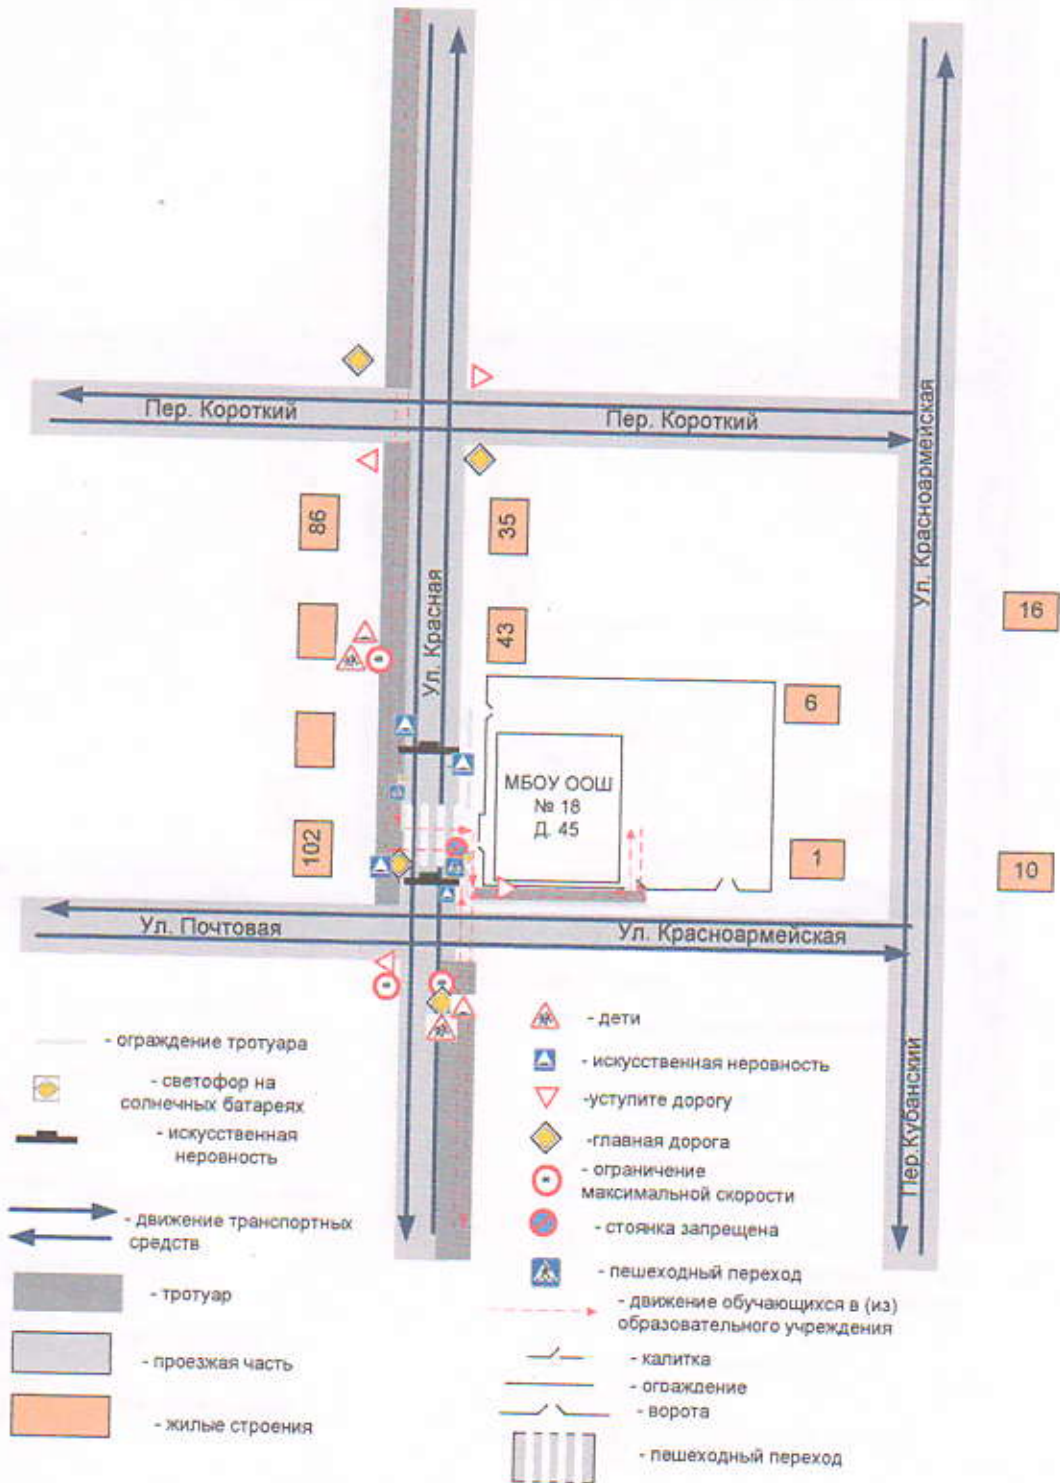 Пер. Короткий
Пер. Короткий
Ул. Красноармейская
86
35
Ул. Красная
16
43
6
МБОУ ООШ
№ 18
Д. 45
102
1
10
Ул. Почтовая
Ул. Красноармейская
Пер.Кубанский
- ограждение тротуара
- светофор на
солнечных батареях
- искусственная
неровность
- движение транспортных
средств
- тротуар
- проезжая часть
- жилые строения
- дети
- искусственная неровность
-уступите дорогу
-главная дорога
- ограничение
максимальной скорости
- стоянка запрещена
- пешеходный переход
- движение обучающихся в (из)
образовательного учреждения
- калитка
- ограждение
- ворота
- пешеходный переход